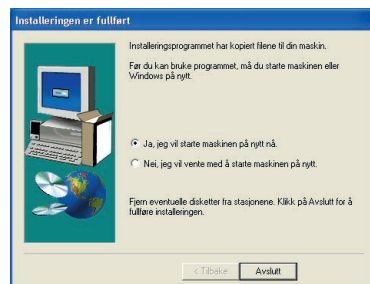 Installeringen er fullført
Installeringsprogrammet har kopiert filene til din maskin.
Før du kan bruke programmet, må du starte maskinen eller
Windows på nytt.
Ja, jeg vil starte maskinen på nytt nå.
Nei, jeg vil vente med å starte maskinen på nytt.
Fjern eventuelle disketter fra stasjonene. Klikk på Avslutt for å
fullføre installeringen.
< Tilbake
Avslutt